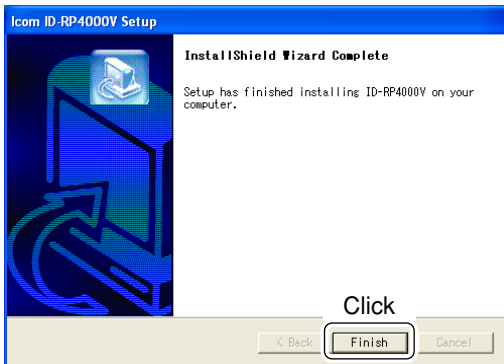 Icom ID-RP4000V Setup
InstallShield Wizard Complete
Setup has finished installing ID-RP4000V on your
computer.
Click
< Back
Finish
Cancel